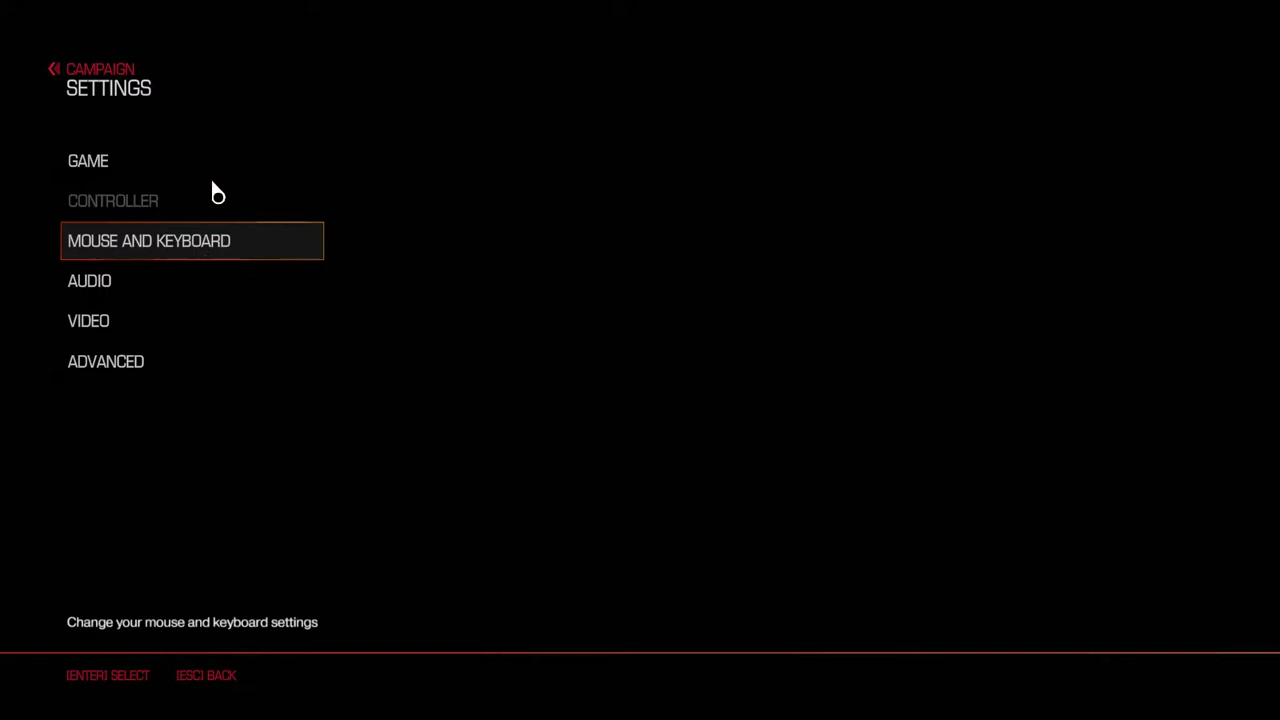 CAMPAIGN
SETTINGS
GAME
CONTROLLER
MOUSE AND KEYBOARD
AUDIO
VIDEO
ADVANCED
Change your mouse and keyboard settings
[ENTER] SELECT [ESC] BACK